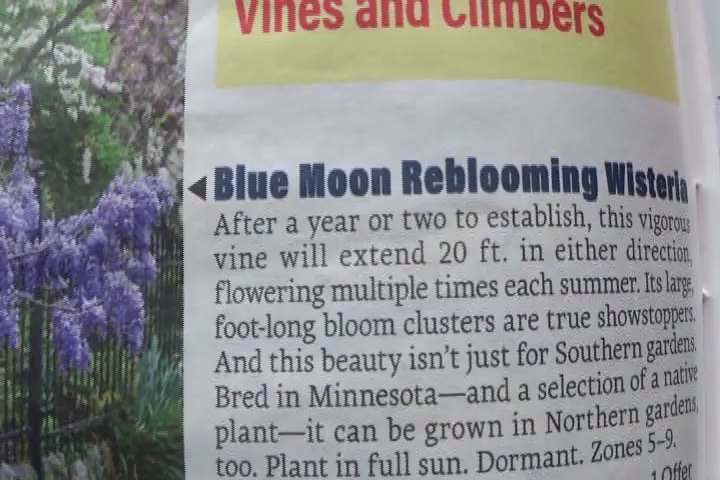 Vines and Climbers
Blue Moon Reblooming Wisteria
After a year or two to establish, this vigorous
vine will extend 20 ft. in either direction,
flowering multiple times each summer. Its large,
foot-long bloom clusters are true showstoppers.
And this beauty isn't just for Southern gardens.
Bred in Minnesota—and a selection of a native
plant—it can be grown in Northern gardens,
too. Plant in full sun. Dormant. Zones 5–9.
1 Offer